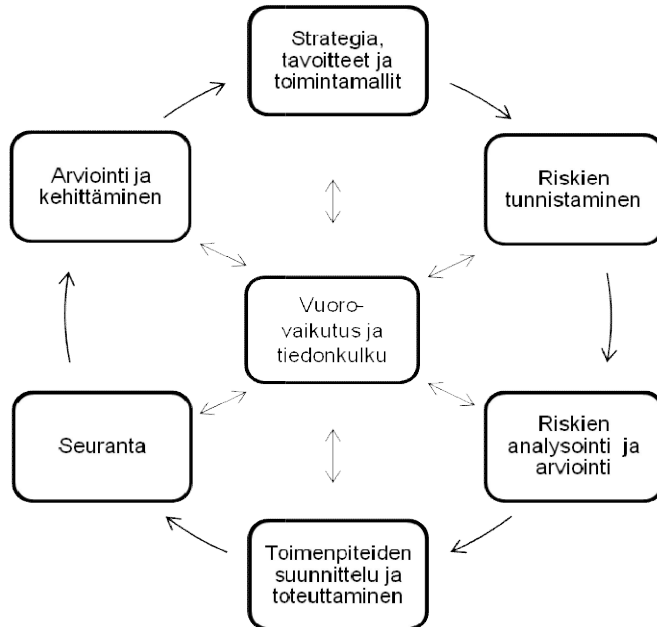 Strategia,
tavoitteet ja
toimintamallit
Arviointi ja
kehittäminen
Riskien
tunnistaminen
Vuoro-
vaikutus ja
tiedonkulku
Seuranta
Riskien
analysointi ja
arviointi
Toimenpiteiden
suunnittelu ja
toteuttaminen